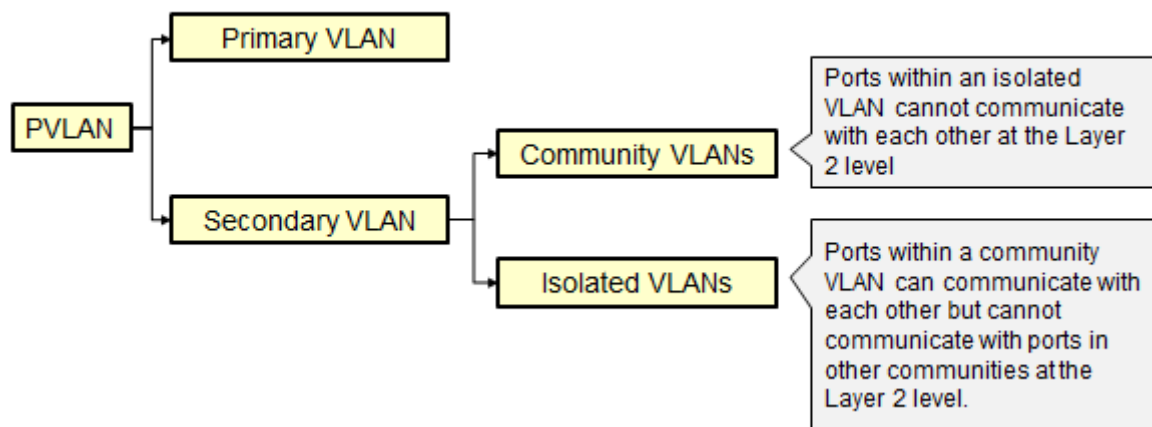 Primary VLAN
PVLAN
Secondary VLAN
Community VLANs
Isolated VLANs
Ports within an isolated
VLAN cannot communicate
with each other at the Layer
2 level
Ports within a community
VLAN can communicate with
each other but cannot
communicate with ports in
other communities at the
Layer 2 level.